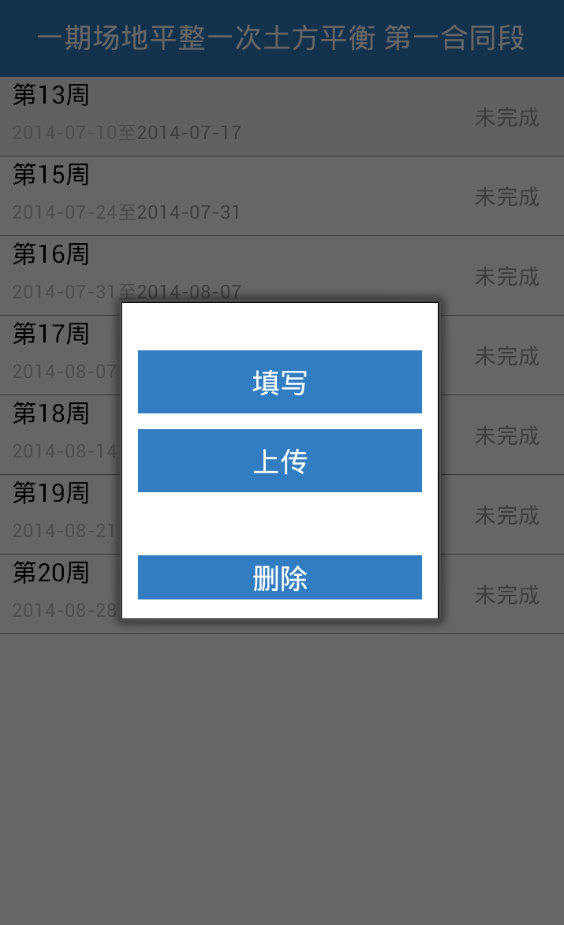 一期场地平整一次土方平衡 第一合同段
第13周
2014-07-10至2014-07-17
未完成
第15周
2014-07-24至2014-07-31
未完成
第16周
2014-07-31至2014-08-07
未完成
第17周
2014-08-07
未完成
第18周
2014-08-14
未完成
第19周
2014-08-21
未完成
第20周
2014-08-28
未完成
填写
上传
删除